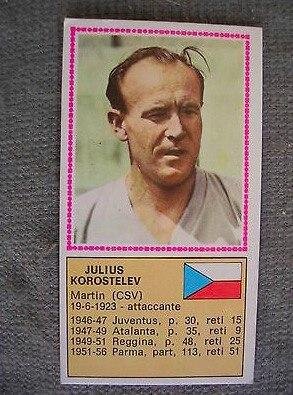 JULIUS
KOROSTELEV
Martin (CSV)
19-6-1923 - attaccante
1946-47 Juventus, p. 30, reti 15
1947-49 Atalanta, p. 35, reti 9
1949-51 Reggina, p. 48, reti 25
1951-56 Parma, part. 113, reti 51